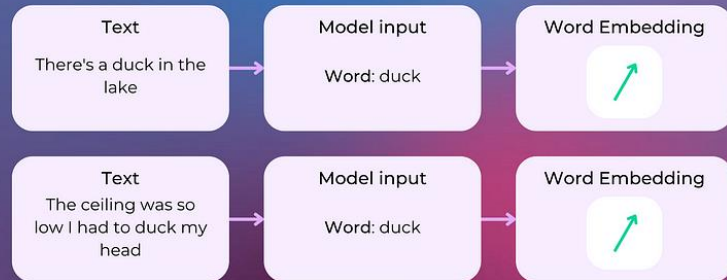 Text
There's a duck in the
lake
Model input
Word: duck
Word Embedding
Text
The ceiling was so
low I had to duck my
head
Model input
Word: duck
Word Embedding